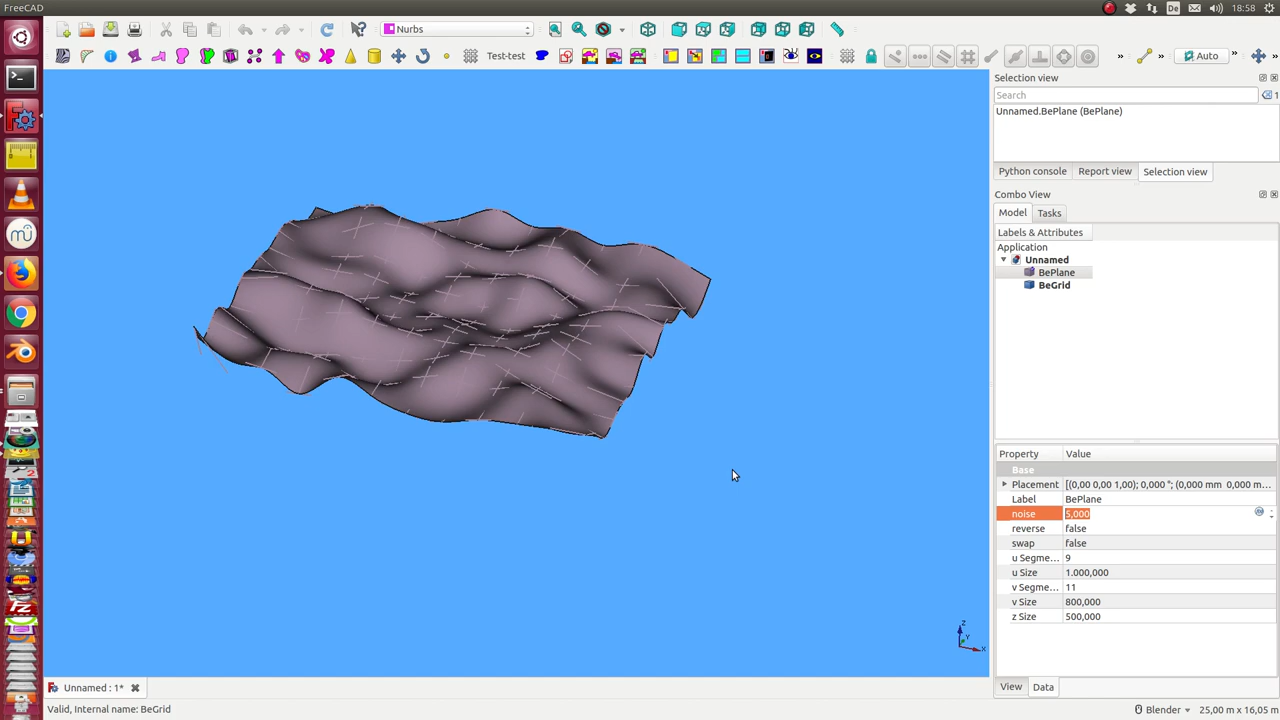 FreeCAD
De
18:58
Nurbs
Test-test
Auto
Selection view
Search
1
Unnamed.BePlane (BePlane)
Python console
Report view
Selection view
Combo View
Model
Tasks
Labels & Attributes
Application
Unnamed
BePlane
BeGrid
Property
Value
Base
Placement
[(0,00 0,00 1,00); 0,000 °; (0,000 mm 0,000 m...
Label
BePlane
noise
5,000
reverse
false
swap
false
u Segme...
9
u Size
1.000,000
v Segme...
11
v Size
800,000
z Size
500,000
Z
Y
X
View
Data
Unnamed : 1*
Valid, Internal name: BeGrid
Blender
25,00 m x 16,05 m